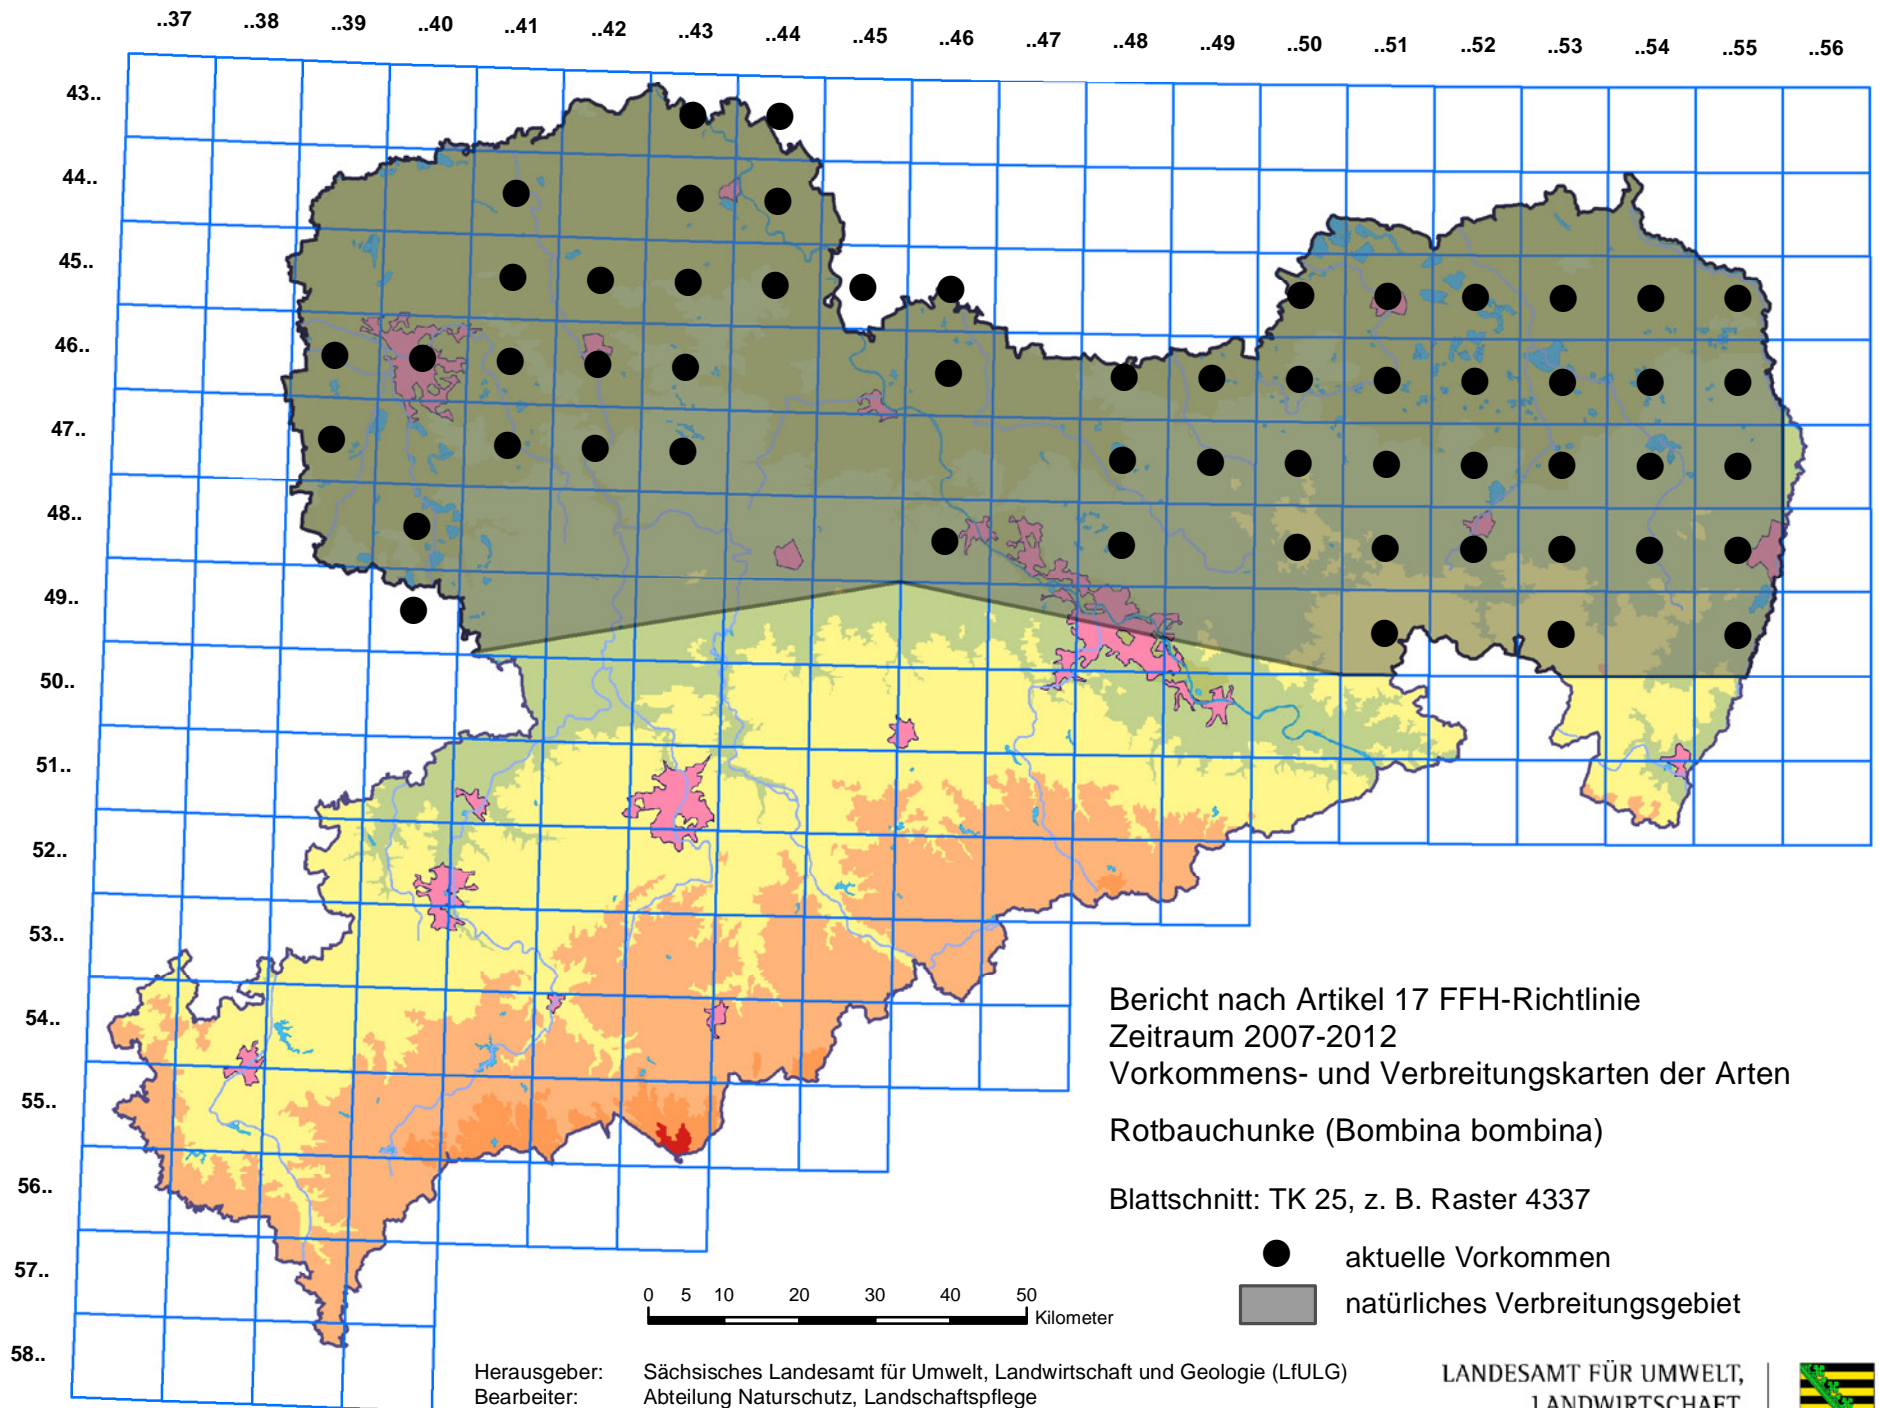 ..37 ..38 ..39 ..40 ..41 ..42 ..43 ..44 ..45 ..46 ..47 ..48 ..49 ..50 ..51 ..52 ..53 ..54 ..55 ..56
43..
44..
45..
46..
47..
48..
49..
50..
51..
52..
53..
54..
55..
56..
57..
58..
Bericht nach Artikel 17 FFH-Richtlinie
Zeitraum 2007-2012
Vorkommens- und Verbreitungskarten der Arten
Rotbauchunke (Bombina bombina)
Blattschnitt: TK 25, z. B. Raster 4337
aktuelle Vorkommen
natürliches Verbreitungsgebiet
0 5 10 20 30 40 50
Kilometer
Herausgeber: Sächsisches Landesamt für Umwelt, Landwirtschaft und Geologie (LfULG)
Bearbeiter: Abteilung Naturschutz, Landschaftspflege
LANDESAMT FÜR UMWELT,
LANDWIRTSCHAFT